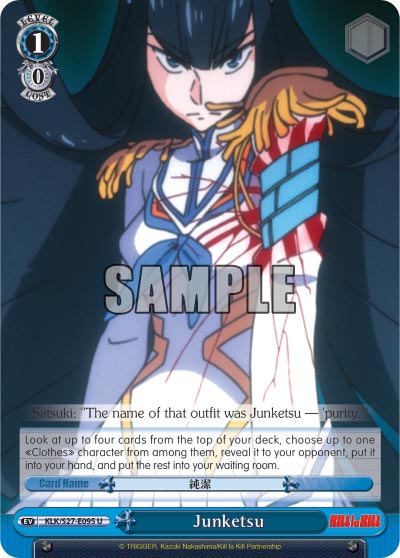 LEVEL
1
0
COST
SAMPLE
Satsuki: "The name of that outfit was Junketsu — 'purity.'"
Look at up to four cards from the top of your deck, choose up to one
«Clothes» character from among them, reveal it to your opponent, put it
into your hand, and put the rest into your waiting room.
Card Name 純潔
EV KLK/S27-E095 U Junketsu KILL la KILL
© TRIGGER, Kazuki Nakashima/Kill la Kill Partnership